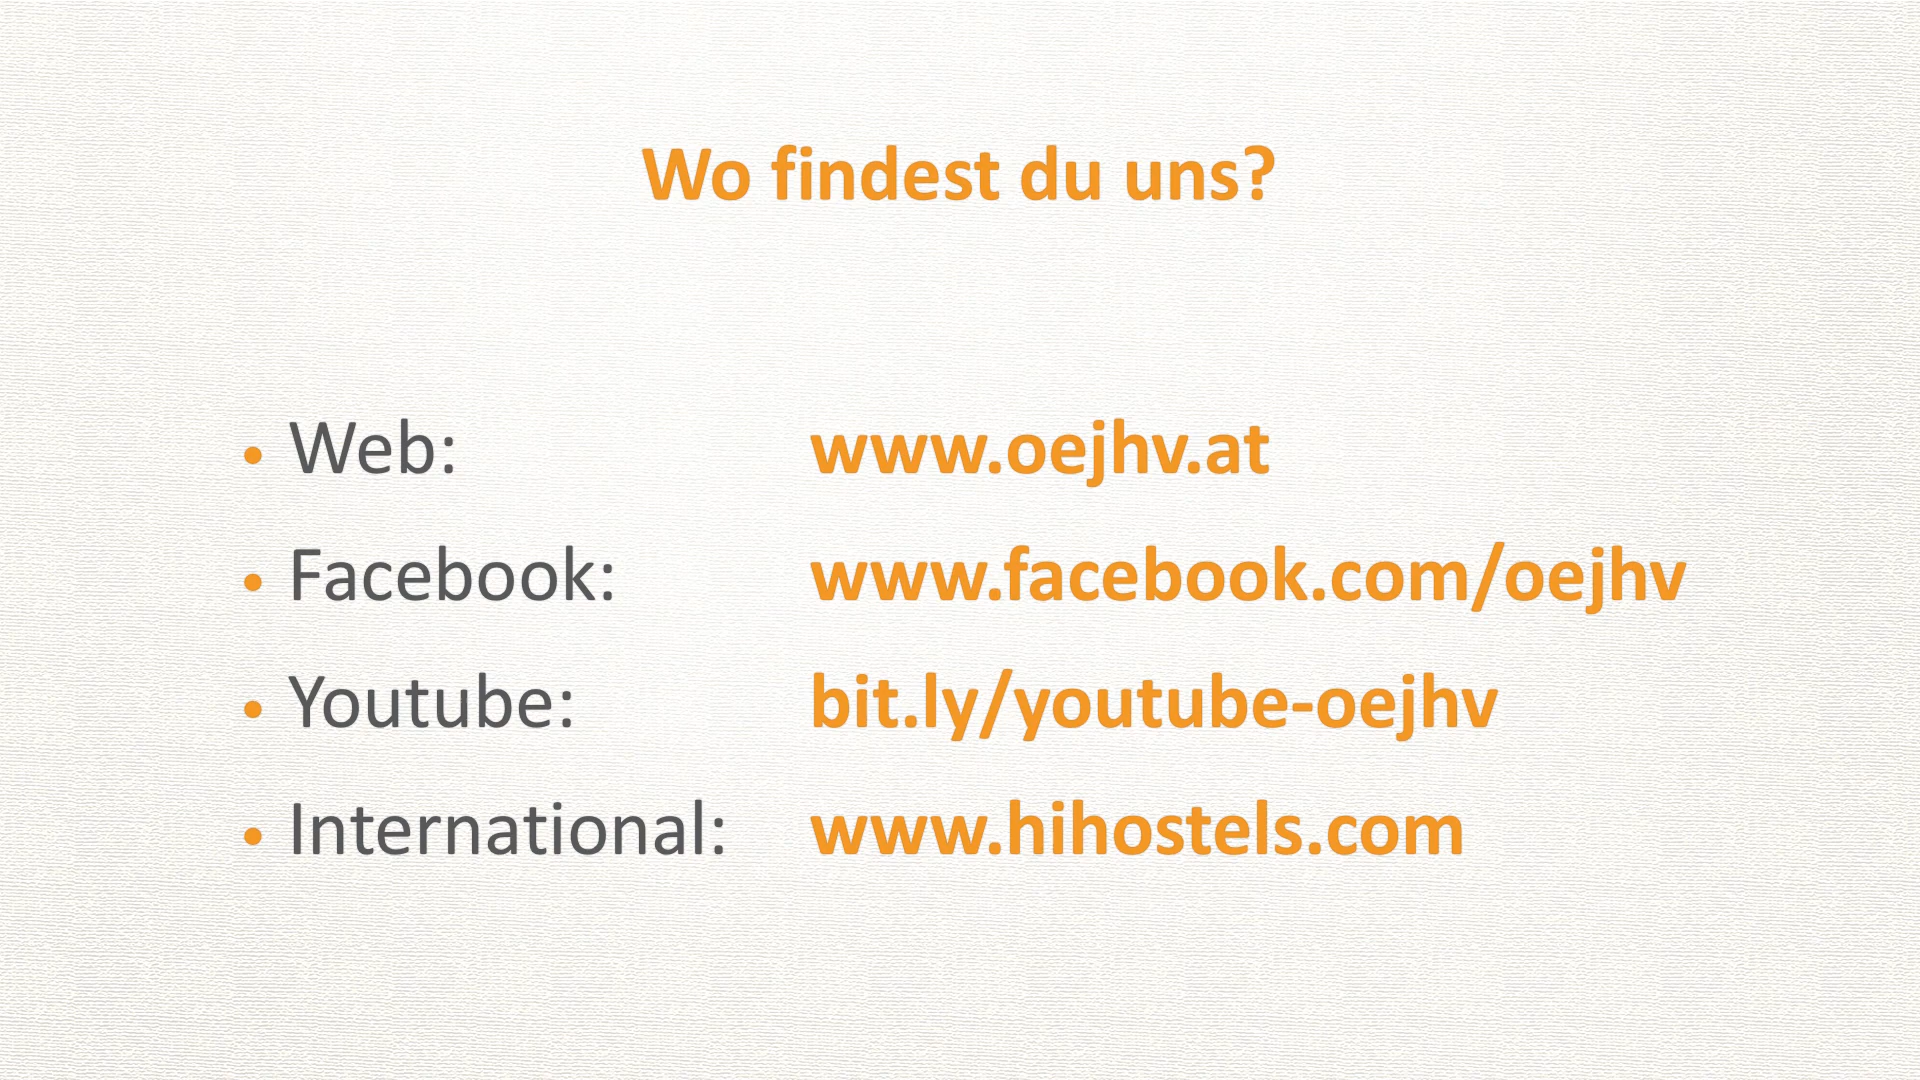 Wo findest du uns?
• Web: www.oejhv.at
• Facebook: www.facebook.com/oejhv
• Youtube: bit.ly/youtube-oejhv
• International: www.hihostels.com